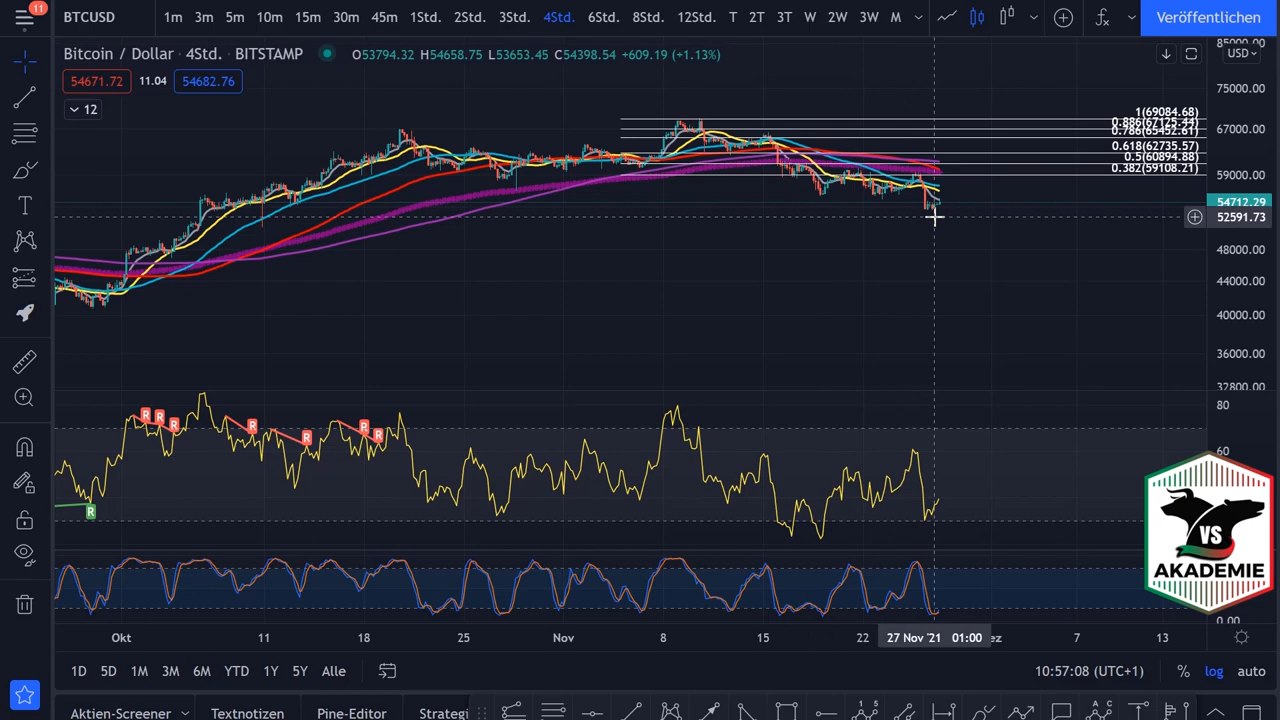 11
BTCUSD 1m 3m 5m 10m 15m 30m 45m 1Std. 2Std. 3Std. 4Std. 6Std. 8Std. 12Std. T 2T 3T W 2W 3W M Veröffentlichen
Bitcoin / Dollar · 4Std. · BITSTAMP O53794.32 H54658.75 L53653.45 C54398.54 +609.19 (+1.13%)
54671.72 11.04 54682.76
12
USD
85000.00
75000.00
67000.00
59000.00
54712.29
52591.73
48000.00
44000.00
40000.00
36000.00
32800.00
1(69084.68)
0.886(67125.44)
0.786(65452.61)
0.618(62735.57)
0.5(60894.88)
0.382(59108.21)
80
60
0.00
R R R R R R R
R
VS
AKADEMIE
Okt 11 18 25 Nov 8 15 22 27 Nov '21 01:00 ez 7 13
1D 5D 1M 3M 6M YTD 1Y 5Y Alle 10:57:08 (UTC+1) % log auto
Aktien-Screener Textnotizen Pine-Editor Strategi